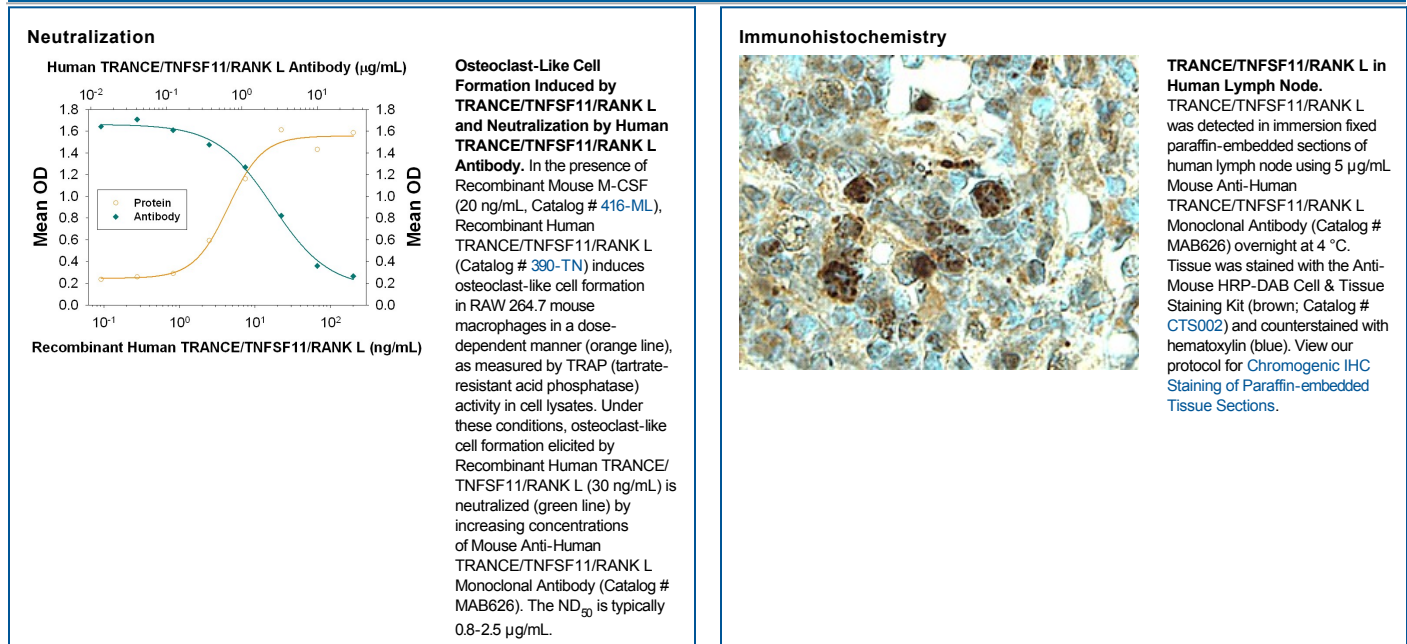 Neutralization
Human TRANCE/TNFSF11/RANK L Antibody (μg/mL)
10-2 10-1 100 101
1.8 1.8
1.6 1.6
1.4 1.4
1.2 1.2
1.0 1.0
0.8 0.8
0.6 0.6
0.4 0.4
0.2 0.2
0.0 0.0
Mean OD
Protein
Antibody
Mean OD
10-1 100 101 102
Recombinant Human TRANCE/TNFSF11/RANK L (ng/mL)
Osteoclast-Like Cell
Formation Induced by
TRANCE/TNFSF11/RANK L
and Neutralization by Human
TRANCE/TNFSF11/RANK L
Antibody. In the presence of
Recombinant Mouse M-CSF
(20 ng/mL, Catalog # 416-ML),
Recombinant Human
TRANCE/TNFSF11/RANK L
(Catalog # 390-TN) induces
osteoclast-like cell formation
in RAW 264.7 mouse
macrophages in a dose-
dependent manner (orange line),
as measured by TRAP (tartrate-
resistant acid phosphatase)
activity in cell lysates. Under
these conditions, osteoclast-like
cell formation elicited by
Recombinant Human TRANCE/
TNFSF11/RANK L (30 ng/mL) is
neutralized (green line) by
increasing concentrations
of Mouse Anti-Human
TRANCE/TNFSF11/RANK L
Monoclonal Antibody (Catalog #
MAB626). The ND50 is typically
0.8-2.5 μg/mL.
Immunohistochemistry
TRANCE/TNFSF11/RANK L in
Human Lymph Node.
TRANCE/TNFSF11/RANK L
was detected in immersion fixed
paraffin-embedded sections of
human lymph node using 5 μg/mL
Mouse Anti-Human
TRANCE/TNFSF11/RANK L
Monoclonal Antibody (Catalog #
MAB626) overnight at 4 °C.
Tissue was stained with the Anti-
Mouse HRP-DAB Cell & Tissue
Staining Kit (brown; Catalog #
CTS002) and counterstained with
hematoxylin (blue). View our
protocol for Chromogenic IHC
Staining of Paraffin-embedded
Tissue Sections.